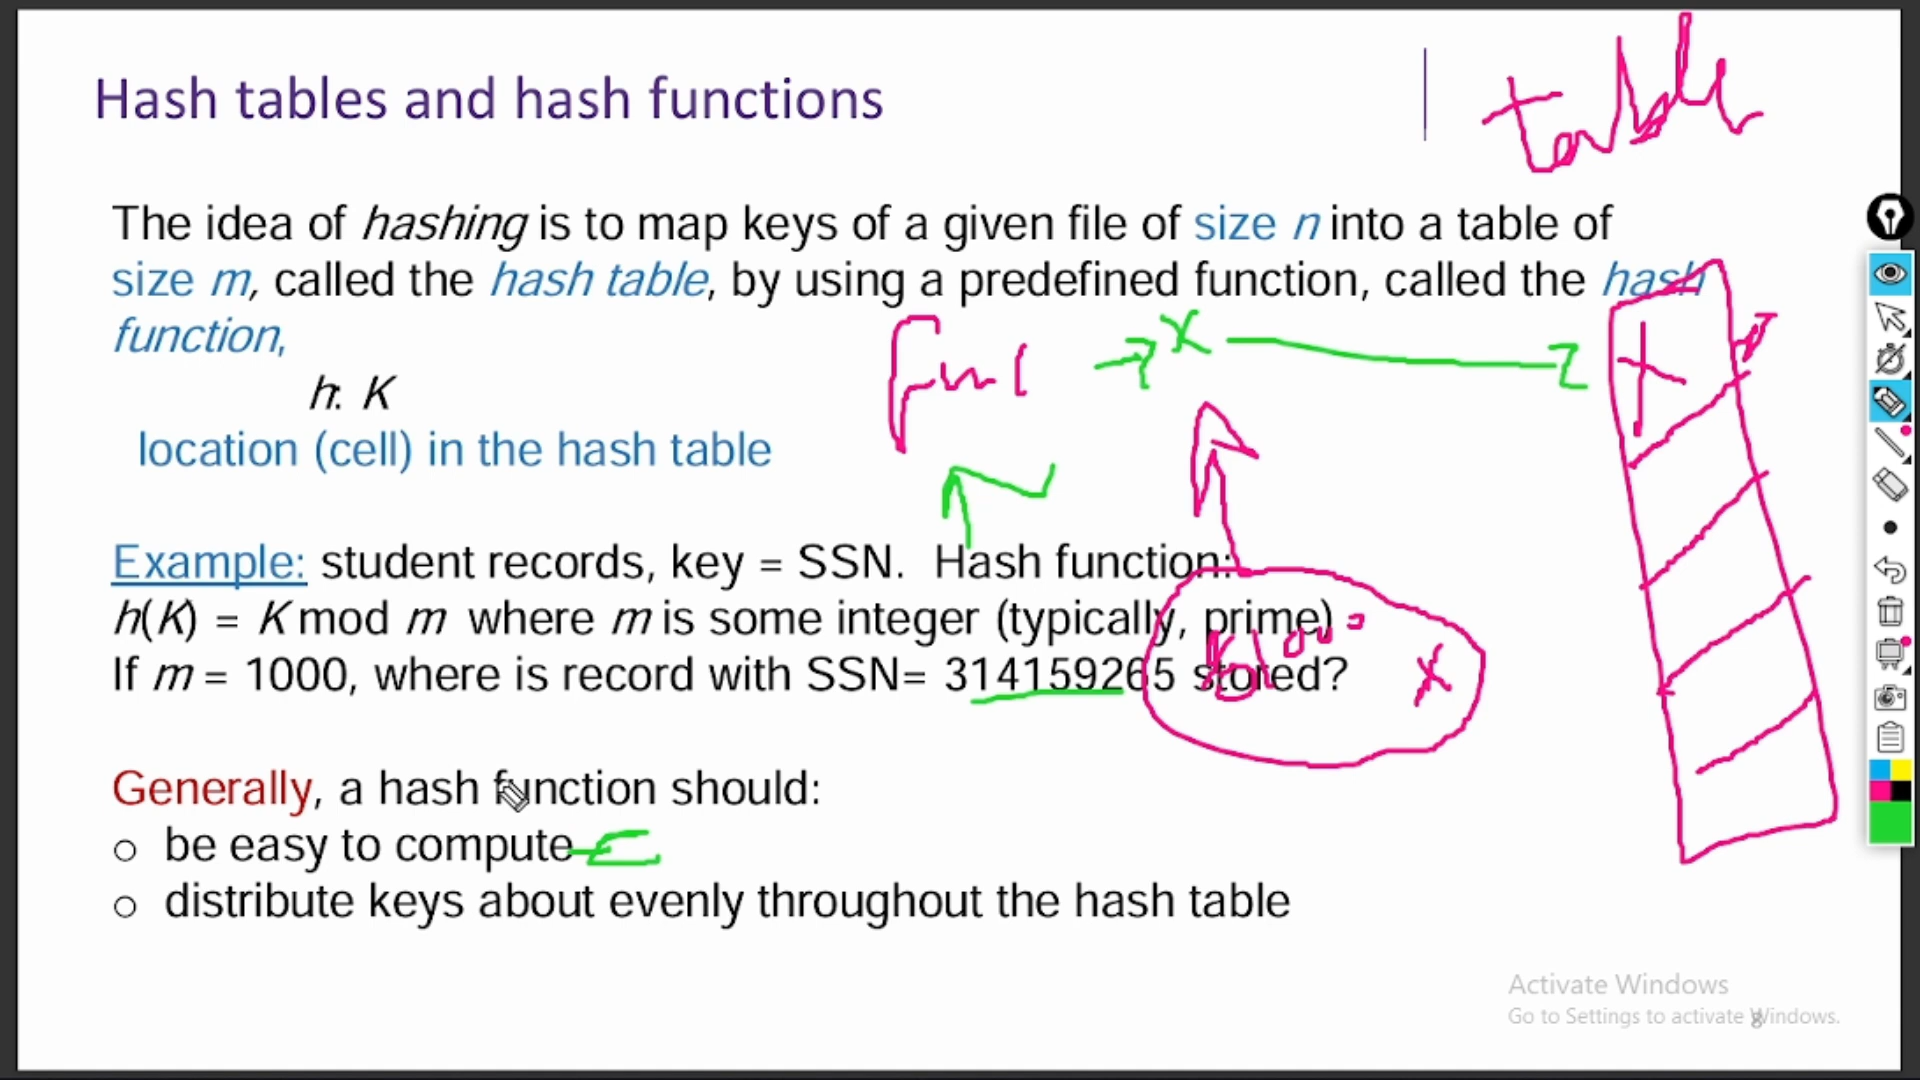 Hash tables and hash functions
table
The idea of hashing is to map keys of a given file of size n into a table of
size m, called the hash table, by using a predefined function, called the hash
function,
h: K
location (cell) in the hash table
Example: student records, key = SSN. Hash function:
h(K) = K mod m where m is some integer (typically, prime)
If m = 1000, where is record with SSN= 314159265 stored?
x
Generally, a hash function should:
o be easy to compute
o distribute keys about evenly throughout the hash table
Activate Windows
Go to Settings to activate Windows.
8